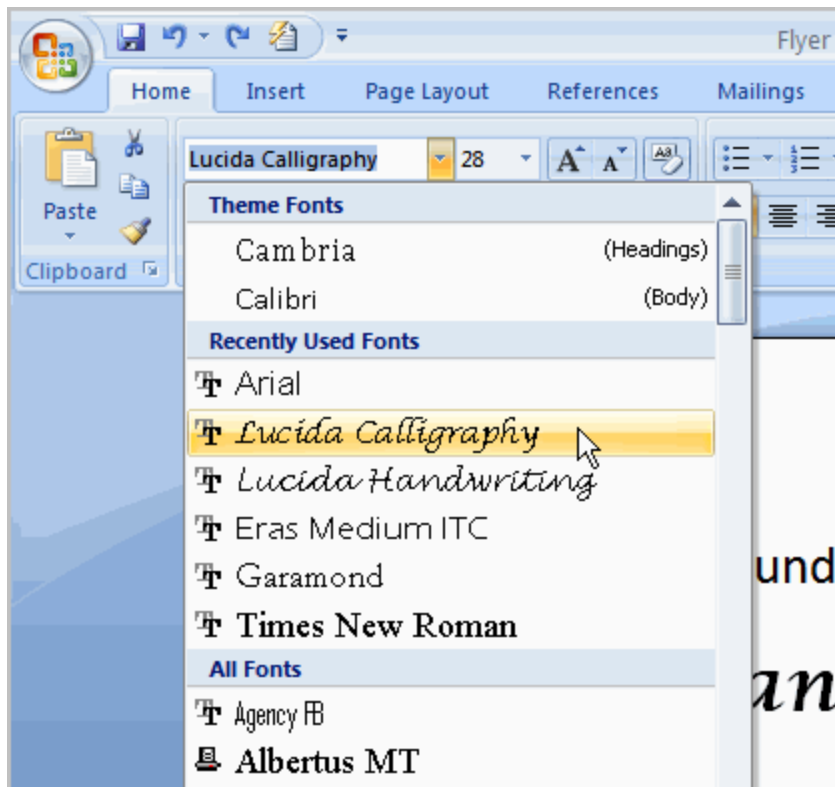 Flyer
Home Insert Page Layout References Mailings
Lucida Calligraphy 28 A A Aa
Paste
Clipboard
Theme Fonts
Cambria (Headings)
Calibri (Body)
Recently Used Fonts
Arial
Lucida Calligraphy
Lucida Handwriting
Eras Medium ITC
Garamond
Times New Roman
All Fonts
Agency FB
Albertus MT
und
an